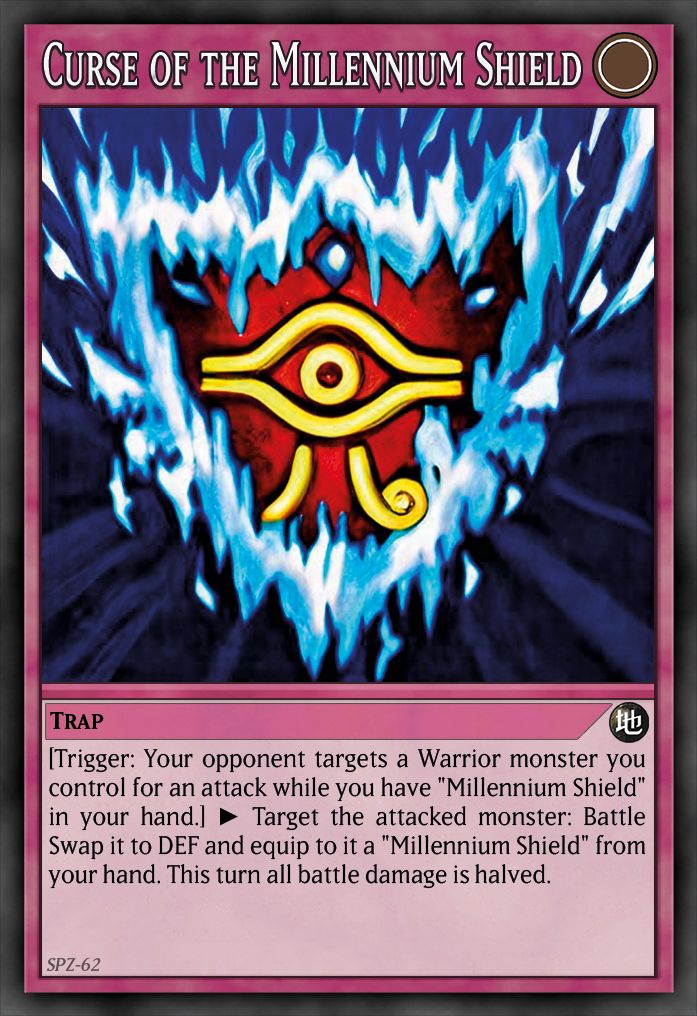 Curse of the Millennium Shield
Trap
地
[Trigger: Your opponent targets a Warrior monster you
control for an attack while you have "Millennium Shield"
in your hand.] ► Target the attacked monster: Battle
Swap it to DEF and equip to it a "Millennium Shield" from
your hand. This turn all battle damage is halved.
SPZ-62